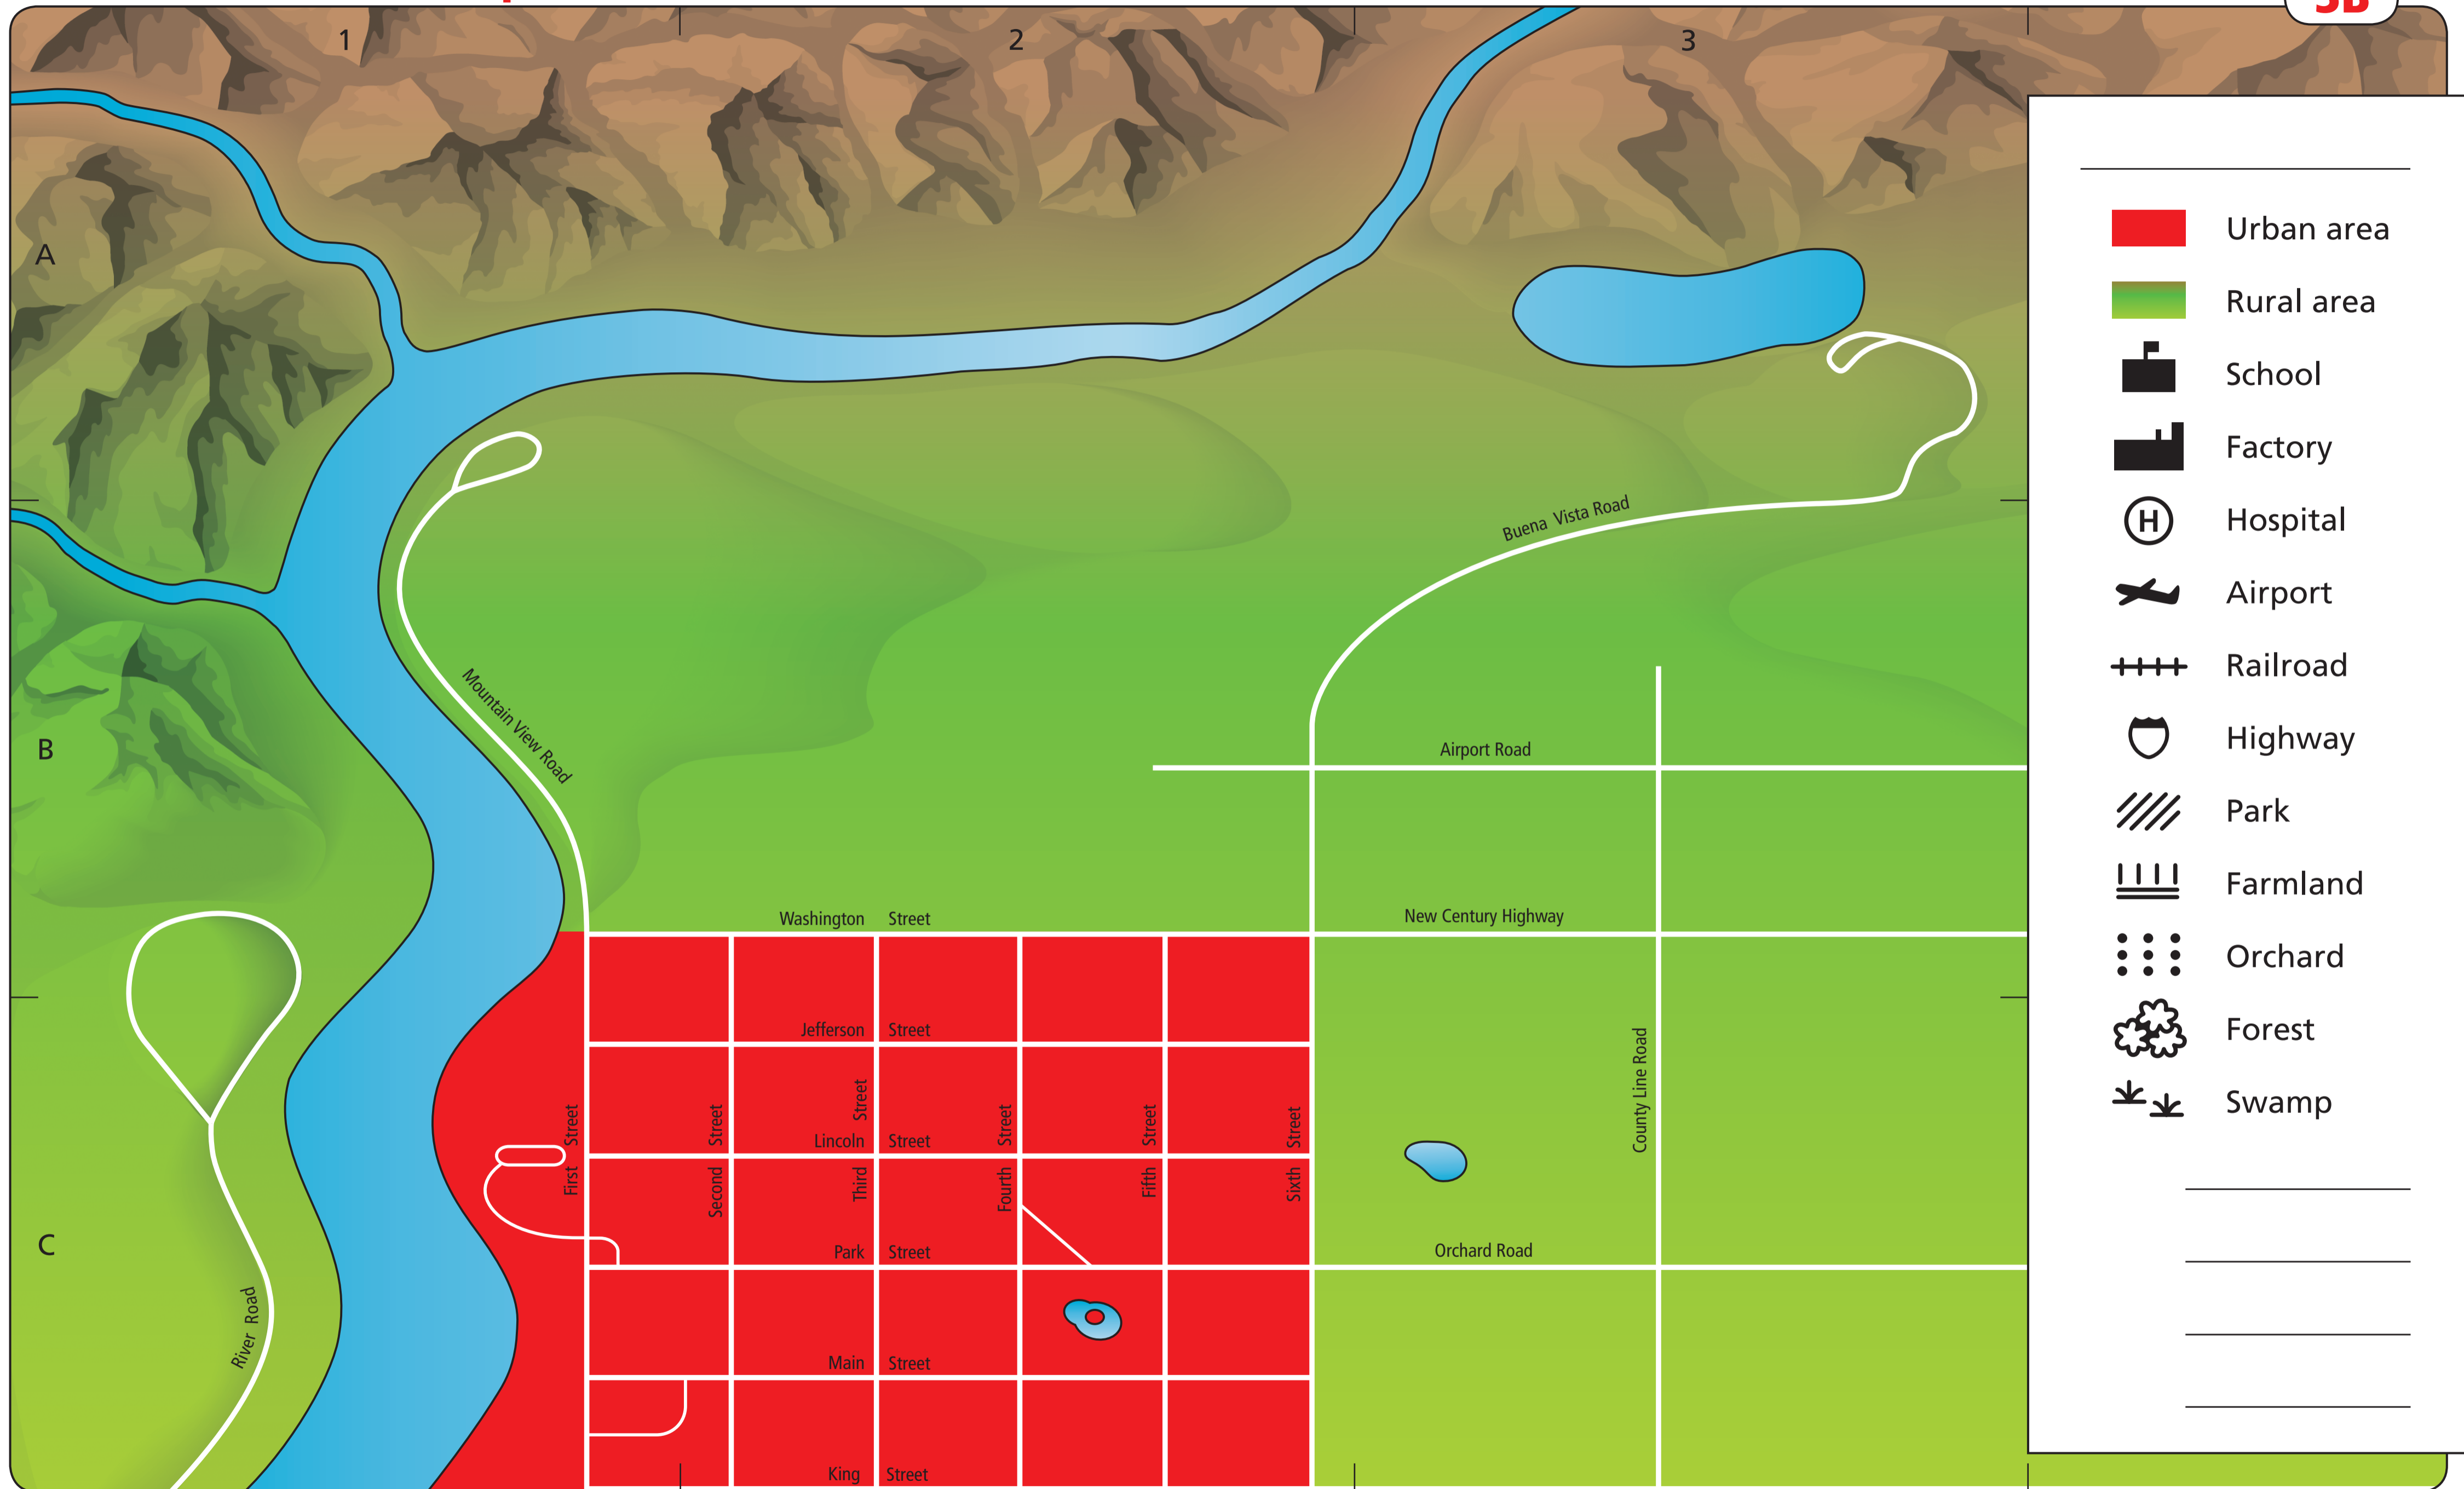 3B
1
2
3
A
B
C
Buena Vista Road
Mountain View Road
Airport Road
Washington Street
New Century Highway
Jefferson Street
Lincoln Street
Park Street
Orchard Road
Main Street
King Street
First Street
Second Street
Third Street
Fourth Street
Fifth Street
Sixth Street
County Line Road
River Road
Urban area
Rural area
School
Factory
H Hospital
Airport
Railroad
Highway
Park
Farmland
Orchard
Forest
Swamp